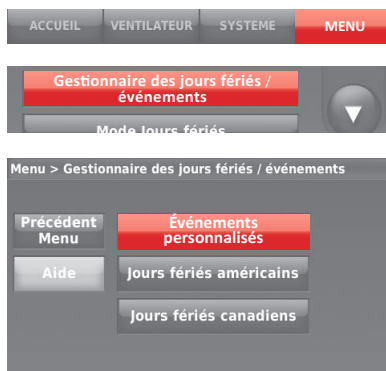 ACCUEIL VENTILATEUR SYSTÈME MENU
Gestionnaire des jours fériés /
événements
Mode Jours fériés
Menu > Gestionnaire des jours fériés / événements
Précédent
Menu
Événements
personnalisés
Aide
Jours fériés américains
Jours fériés canadiens